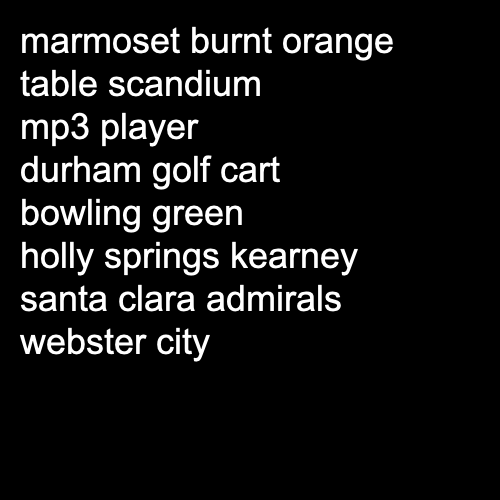 marmoset burnt orange
table scandium
mp3 player
durham golf cart
bowling green
holly springs kearney
santa clara admirals
webster city